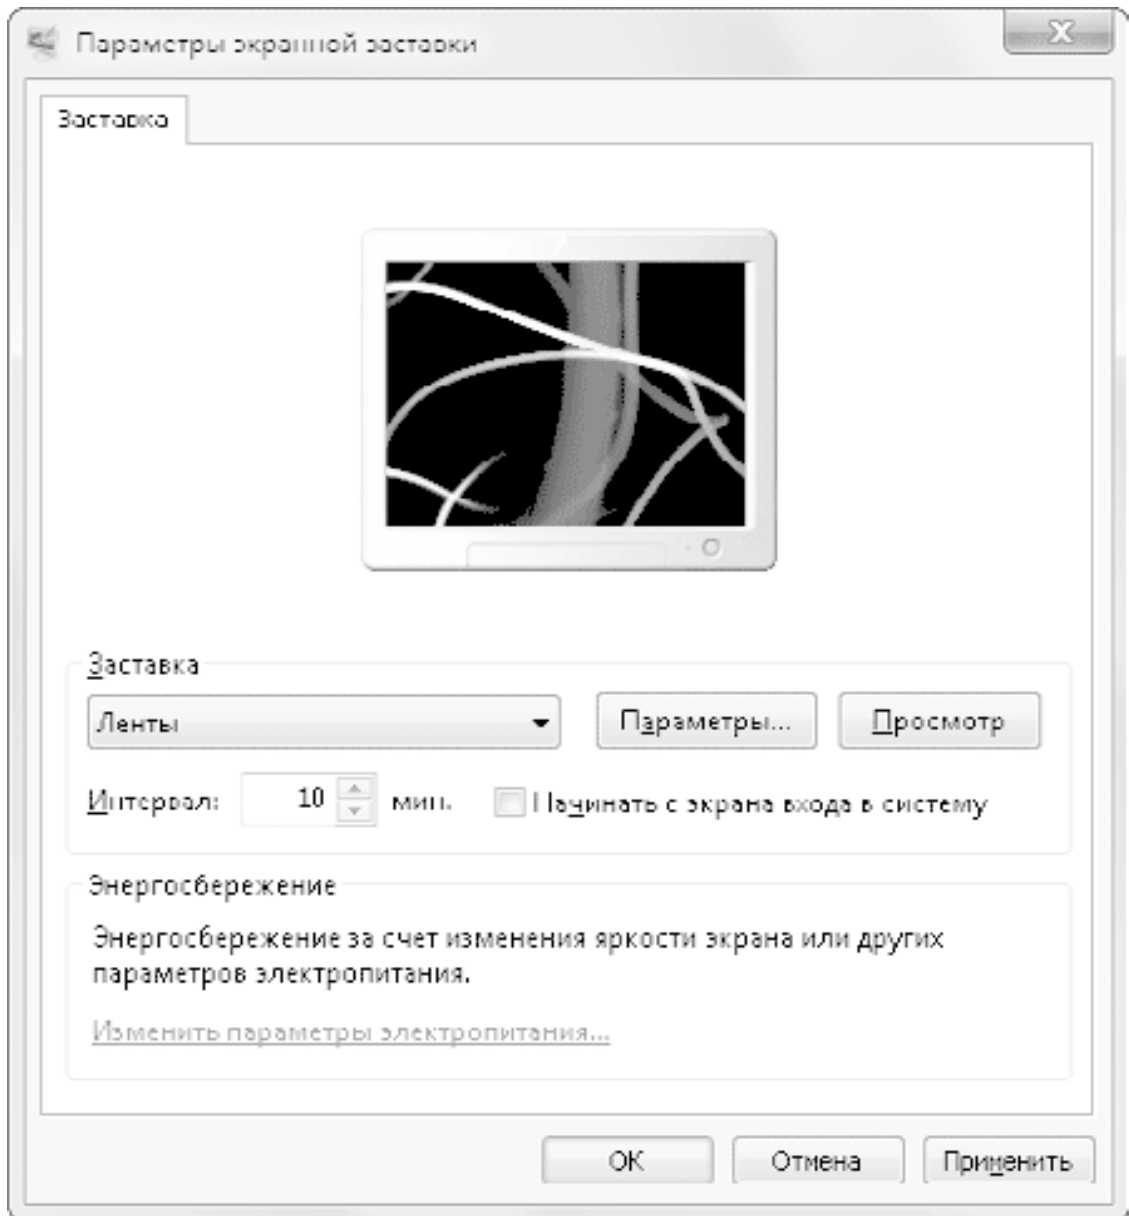 Параметры экранной заставки
Заставка
Заставка
Ленты
Параметры...
Просмотр
Интервал: 10 мин.
Начинать с экрана входа в систему
Энергосбережение
Энергосбережение за счет изменения яркости экрана или других
параметров электропитания.
Изменить параметры электропитания...
ОК
Отмена
Применить